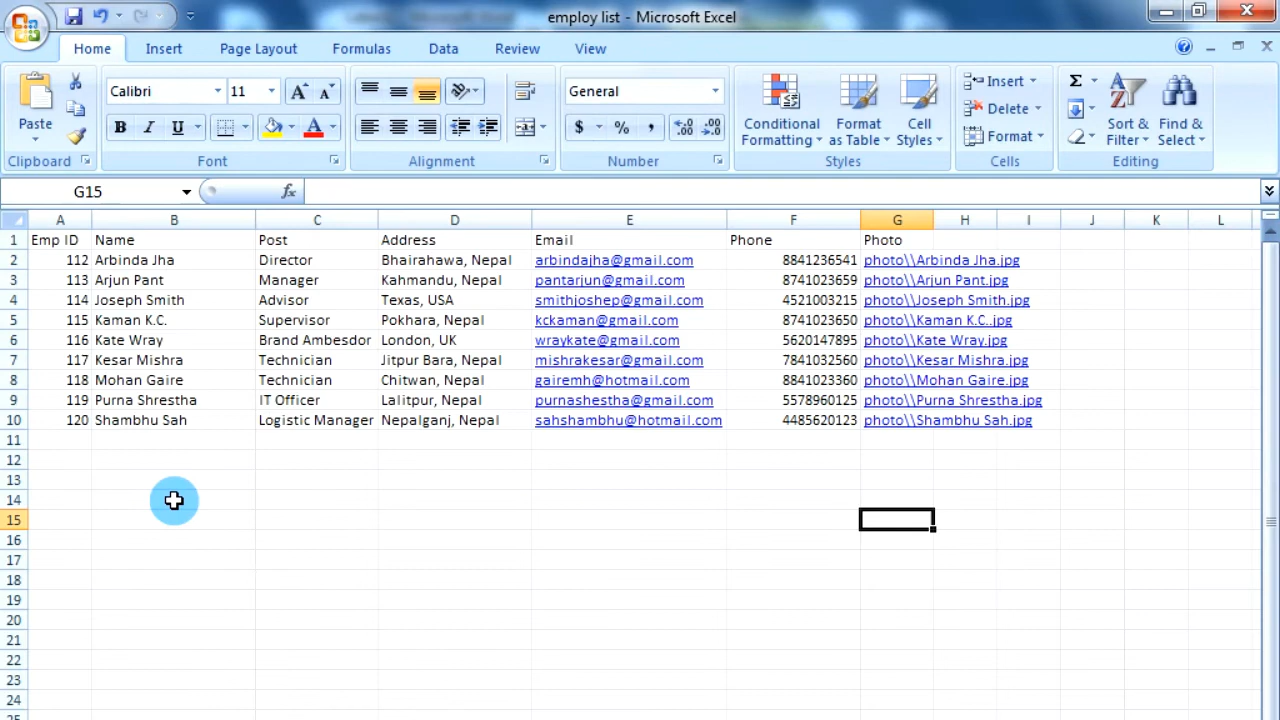 employ list - Microsoft Excel
Home Insert Page Layout Formulas Data Review View
Paste
Calibri 11
B I U
General
$ % ,
Conditional Formatting
Format as Table
Cell Styles
Insert
Delete
Format
Σ
Sort & Filter
Find & Select
Clipboard Font Alignment Number Styles Cells Editing
G15 fx
A B C D E F G H I J K L
1 Emp ID Name Post Address Email Phone Photo
2 112 Arbinda Jha Director Bhairahawa, Nepal arbindajha@gmail.com 8841236541 photo\\Arbinda Jha.jpg
3 113 Arjun Pant Manager Kahmandu, Nepal pantarjun@gmail.com 8741023659 photo\\Arjun Pant.jpg
4 114 Joseph Smith Advisor Texas, USA smithjoshep@gmail.com 4521003215 photo\\Joseph Smith.jpg
5 115 Kaman K.C. Supervisor Pokhara, Nepal kckaman@gmail.com 8741023650 photo\\Kaman K.C..jpg
6 116 Kate Wray Brand Ambesdor London, UK wraykate@gmail.com 5620147895 photo\\Kate Wray.jpg
7 117 Kesar Mishra Technician Jitpur Bara, Nepal mishrakesar@gmail.com 7841032560 photo\\Kesar Mishra.jpg
8 118 Mohan Gaire Technician Chitwan, Nepal gairemh@hotmail.com 8841023360 photo\\Mohan Gaire.jpg
9 119 Purna Shrestha IT Officer Lalitpur, Nepal purnashestha@gmail.com 5578960125 photo\\Purna Shrestha.jpg
10 120 Shambhu Sah Logistic Manager Nepalganj, Nepal sahshambhu@hotmail.com 4485620123 photo\\Shambhu Sah.jpg
11
12
13
14
15
16
17
18
19
20
21
22
23
24